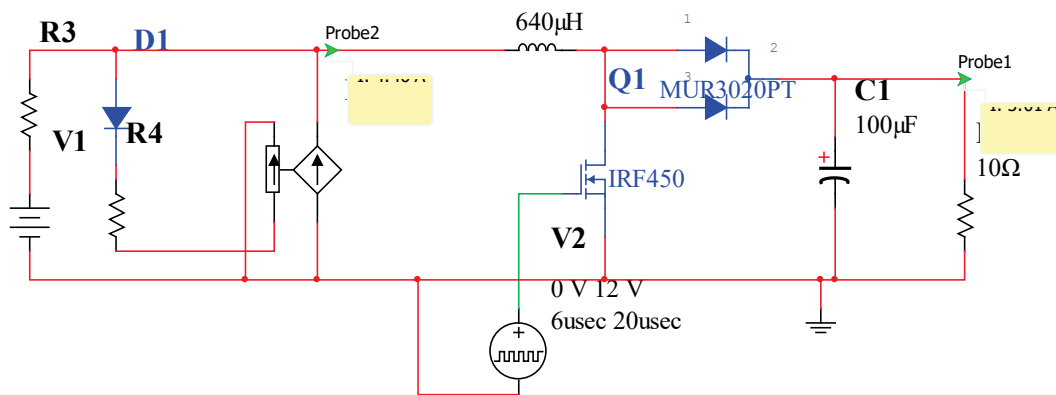 640μH
R3
D1
Probe2
1
2
Probe1
Q1
3
MUR3020PT
C1
100μF
V1
R4
10Ω
IRF450
V2
0 V 12 V
6usec 20usec